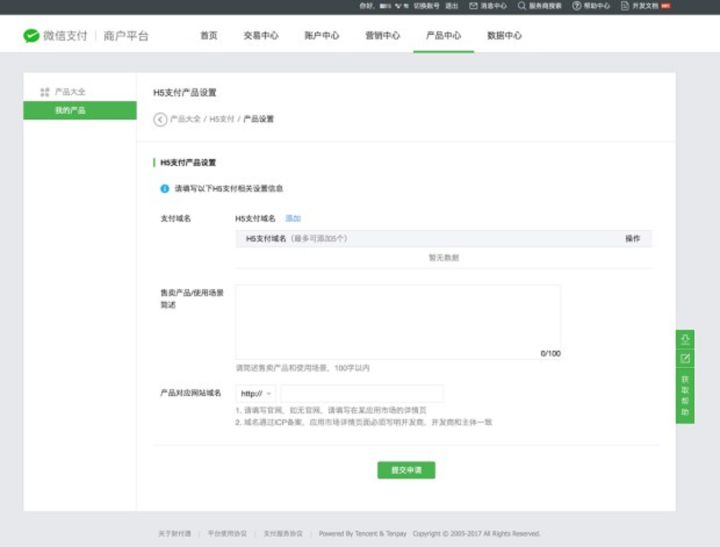 你好， 切换账号 退出 消息中心 服务商搜索 帮助中心 开发文档
微信支付 | 商户平台 首页 交易中心 账户中心 营销中心 产品中心 数据中心
产品大全
我的产品
H5支付产品设置
产品大全 / H5支付 / 产品设置
H5支付产品设置
请填写以下H5支付相关设置信息
支付域名 H5支付域名 添加
H5支付域名（最多可添加5个） 操作
暂无数据
售卖产品/使用场景
简述
0/100
请简述售卖产品和使用场景，100字以内
产品对应网站域名 http://
1. 请填写官网，如无官网，请填写在某应用市场的详情页
2. 域名通过ICP备案，应用市场详情页面必须写明开发商，开发商和主体一致
提交申请
获取帮助
关于财付通 | 平台使用协议 | 支付服务协议 | Powered By Tencent & Tenpay Copyright © 2005-2017 All Rights Reserved.